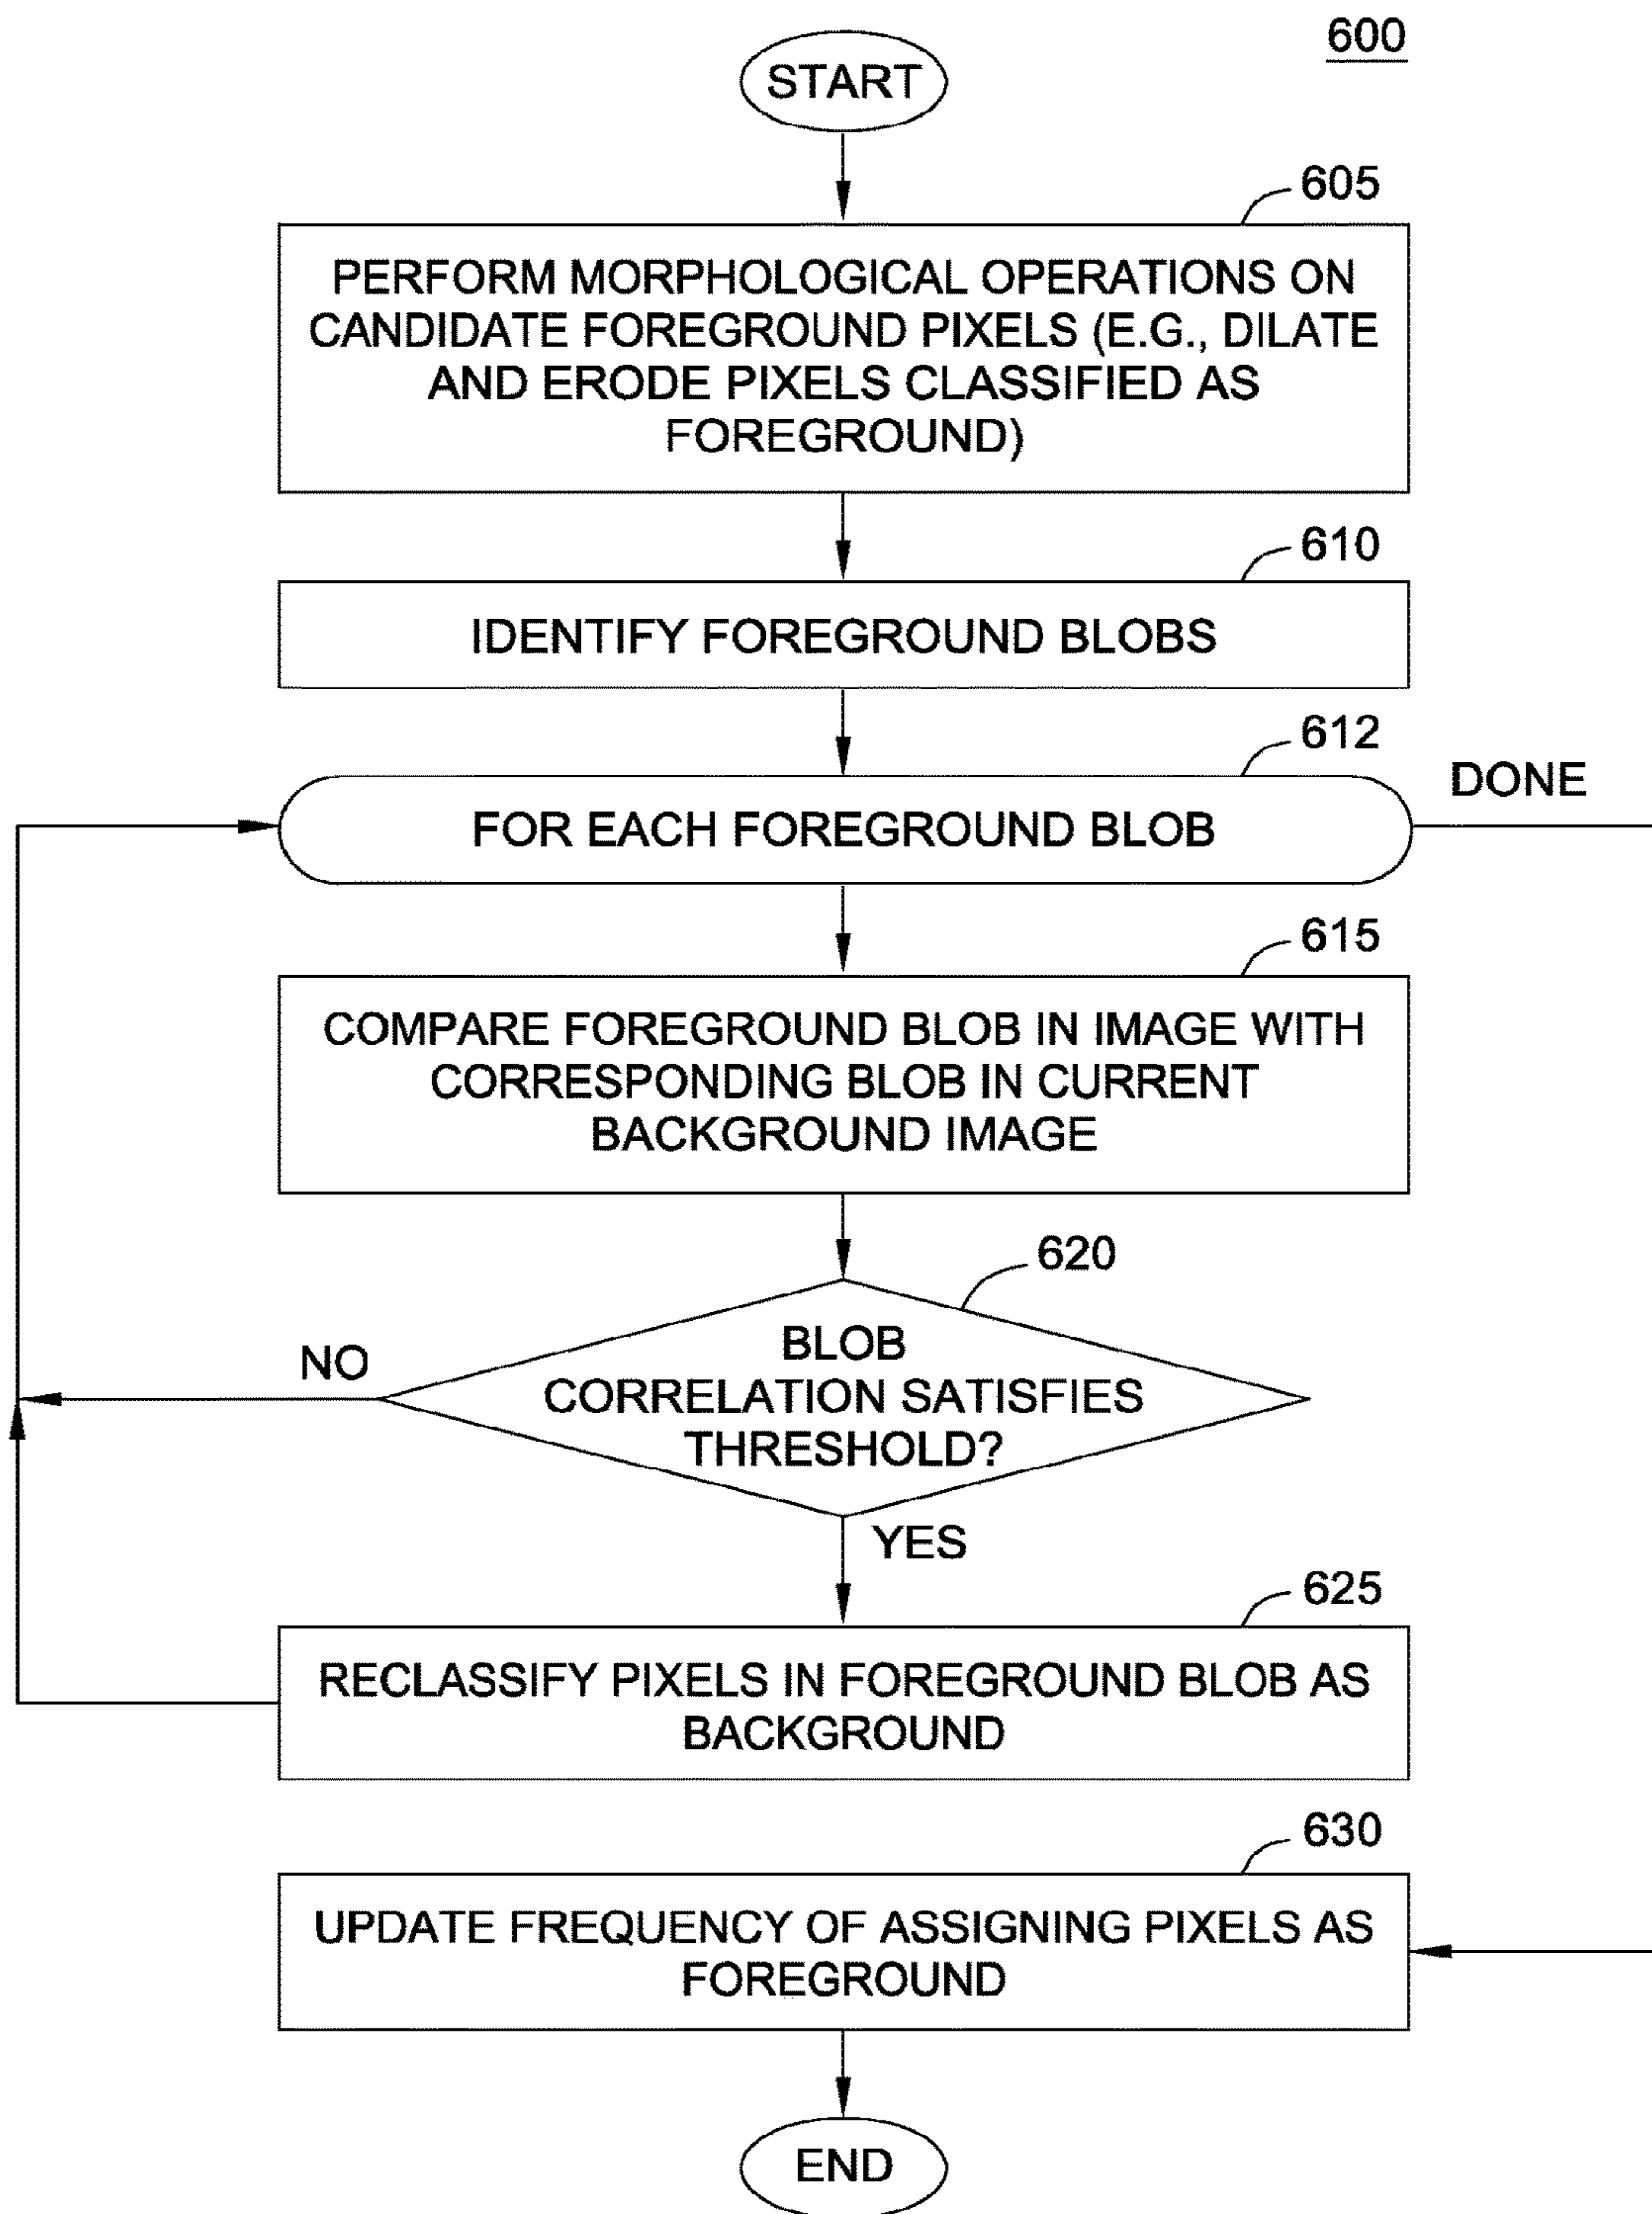 600
START
605
PERFORM MORPHOLOGICAL OPERATIONS ON
CANDIDATE FOREGROUND PIXELS (E.G., DILATE
AND ERODE PIXELS CLASSIFIED AS
FOREGROUND)
610
IDENTIFY FOREGROUND BLOBS
612
DONE
FOR EACH FOREGROUND BLOB
615
COMPARE FOREGROUND BLOB IN IMAGE WITH
CORRESPONDING BLOB IN CURRENT
BACKGROUND IMAGE
620
BLOB
NO
CORRELATION SATISFIES
THRESHOLD?
YES
625
RECLASSIFY PIXELS IN FOREGROUND BLOB AS
BACKGROUND
630
UPDATE FREQUENCY OF ASSIGNING PIXELS AS
FOREGROUND
END